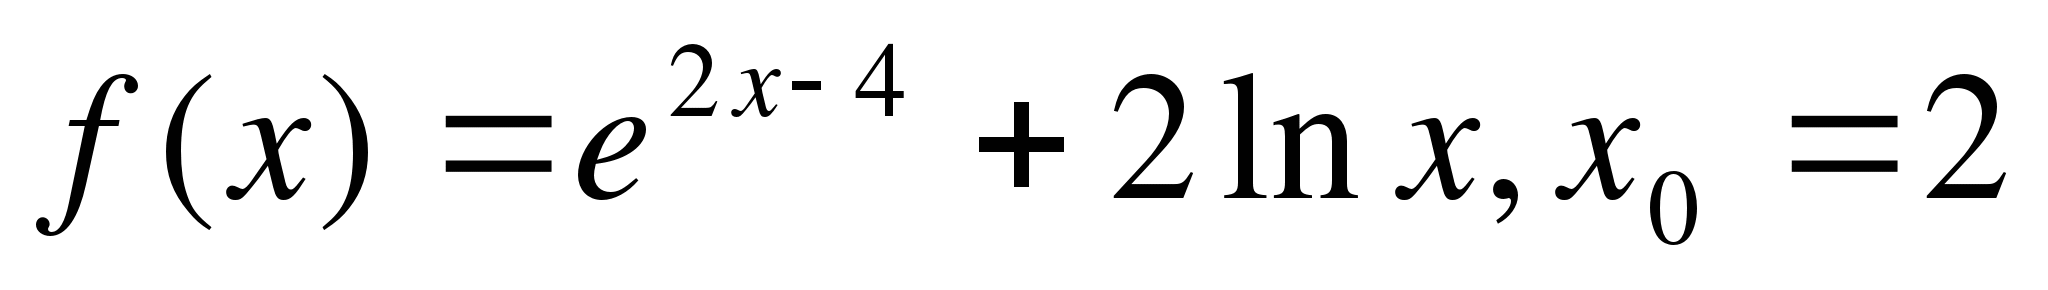 f(x) = e^{2x-4} + 2 ln x, x_0 = 2